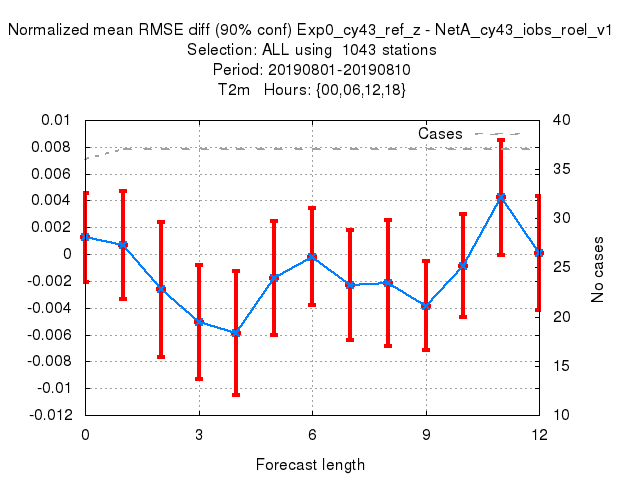 Normalized mean RMSE diff (90% conf) Exp0_cy43_ref_z - NetA_cy43_iobs_roel_v1
Selection: ALL using  1043 stations
Period: 20190801-20190810
T2m   Hours: {00,06,12,18}
Cases
0.01
0.008
0.006
0.004
0.002
0
-0.002
-0.004
-0.006
-0.008
-0.01
-0.012
40
35
30
25
20
15
10
No cases
0 3 6 9 12
Forecast length